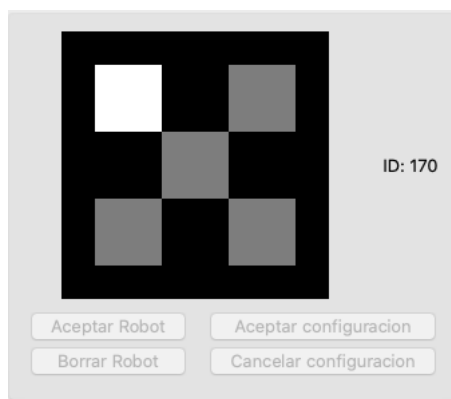 ID: 170
Aceptar Robot
Aceptar configuracion
Borrar Robot
Cancelar configuracion